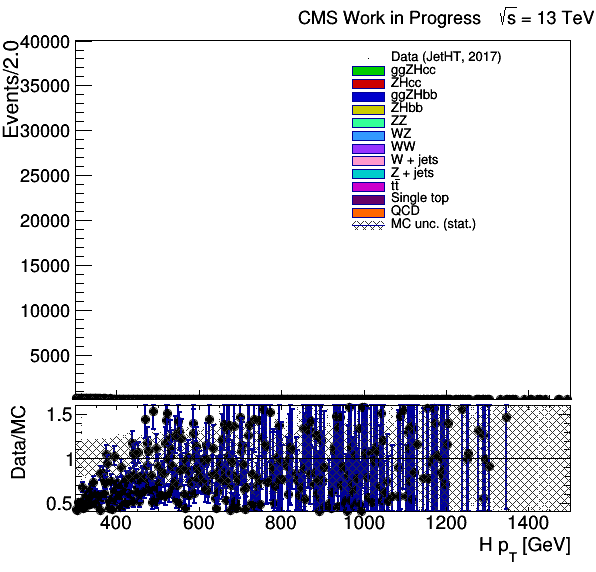 CMS Work in Progress √s = 13 TeV
Events/2.0
40000
35000
30000
25000
20000
15000
10000
5000
Data (JetHT, 2017)
ggZHcc
ZHcc
ggZHbb
ZHbb
ZZ
WZ
WW
W + jets
Z + jets
tt̄
Single top
QCD
MC unc. (stat.)
Data/MC
1.5
1
0.5
400 600 800 1000 1200 1400
H p_T [GeV]